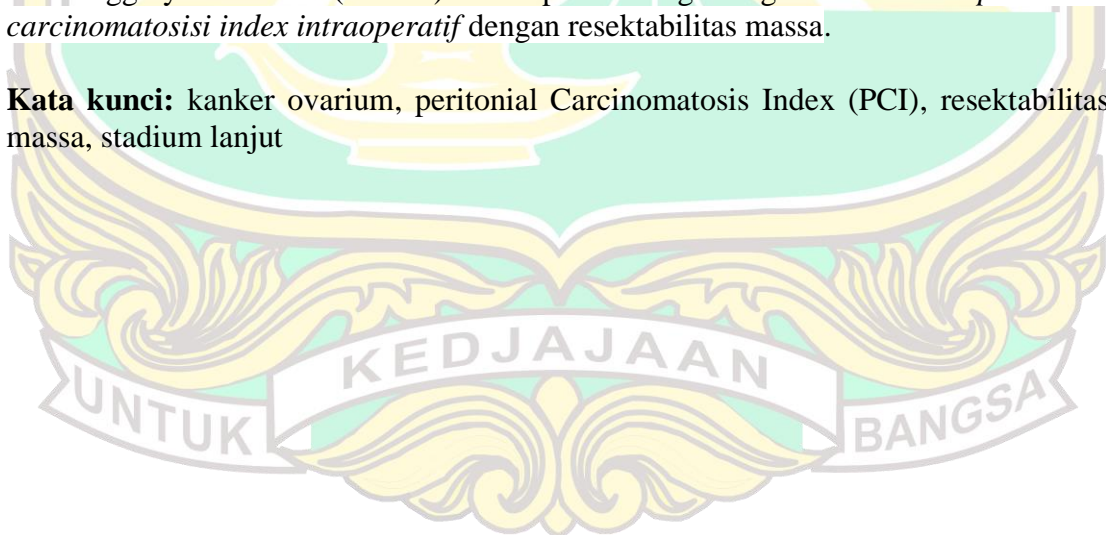 carcinomatosisi index intraoperatif dengan resektabilitas massa.
Kata kunci: kanker ovarium, peritonial Carcinomatosis Index (PCI), resektabilitas
massa, stadium lanjut
KEDJAJAAN
UNTUK BANGSA